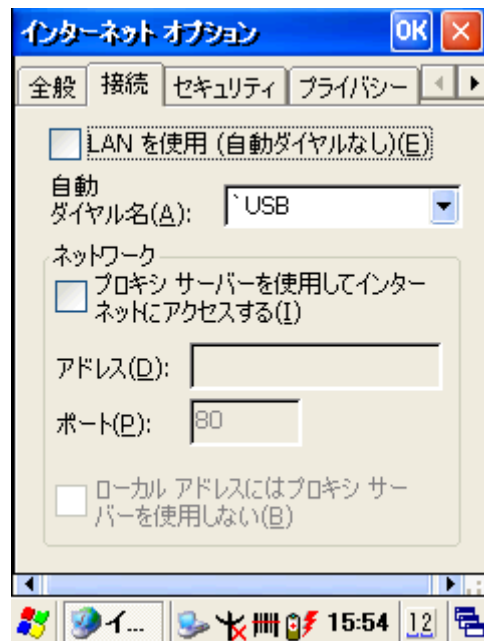 インターネット オプション OK
全般 接続 セキュリティ プライバシー
LAN を使用 (自動ダイヤルなし)(E)
自動
ダイヤル名(A): `USB
ネットワーク
プロキシ サーバーを使用してインター
ネットにアクセスする(I)
アドレス(D):
ポート(P): 80
ローカル アドレスにはプロキシ サー
バーを使用しない(B)
イ... 15:54 12